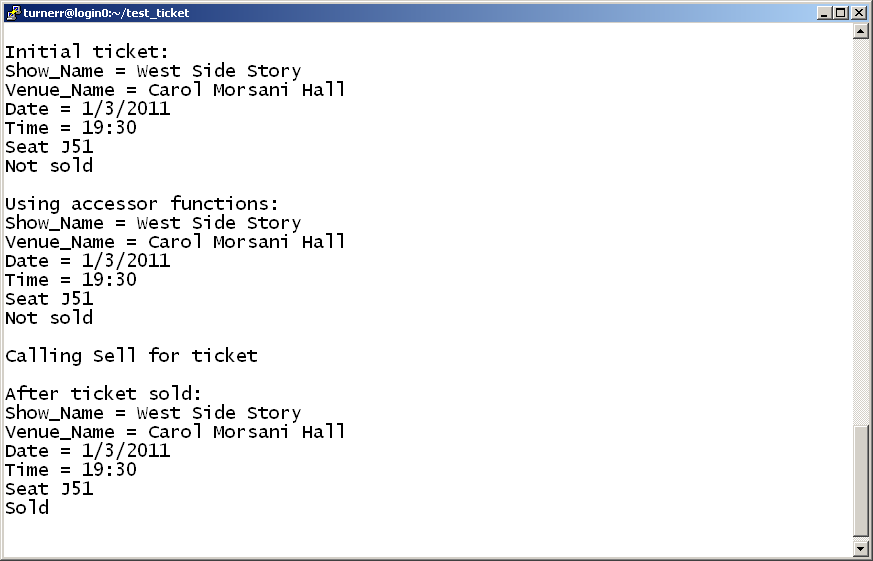 turnerr@login0:~/test_ticket
Initial ticket:
Show_Name = West Side Story
Venue_Name = Carol Morsani Hall
Date = 1/3/2011
Time = 19:30
Seat J51
Not sold
Using accessor functions:
Show_Name = West Side Story
Venue_Name = Carol Morsani Hall
Date = 1/3/2011
Time = 19:30
Seat J51
Not sold
Calling Sell for ticket
After ticket sold:
Show_Name = West Side Story
Venue_Name = Carol Morsani Hall
Date = 1/3/2011
Time = 19:30
Seat J51
Sold